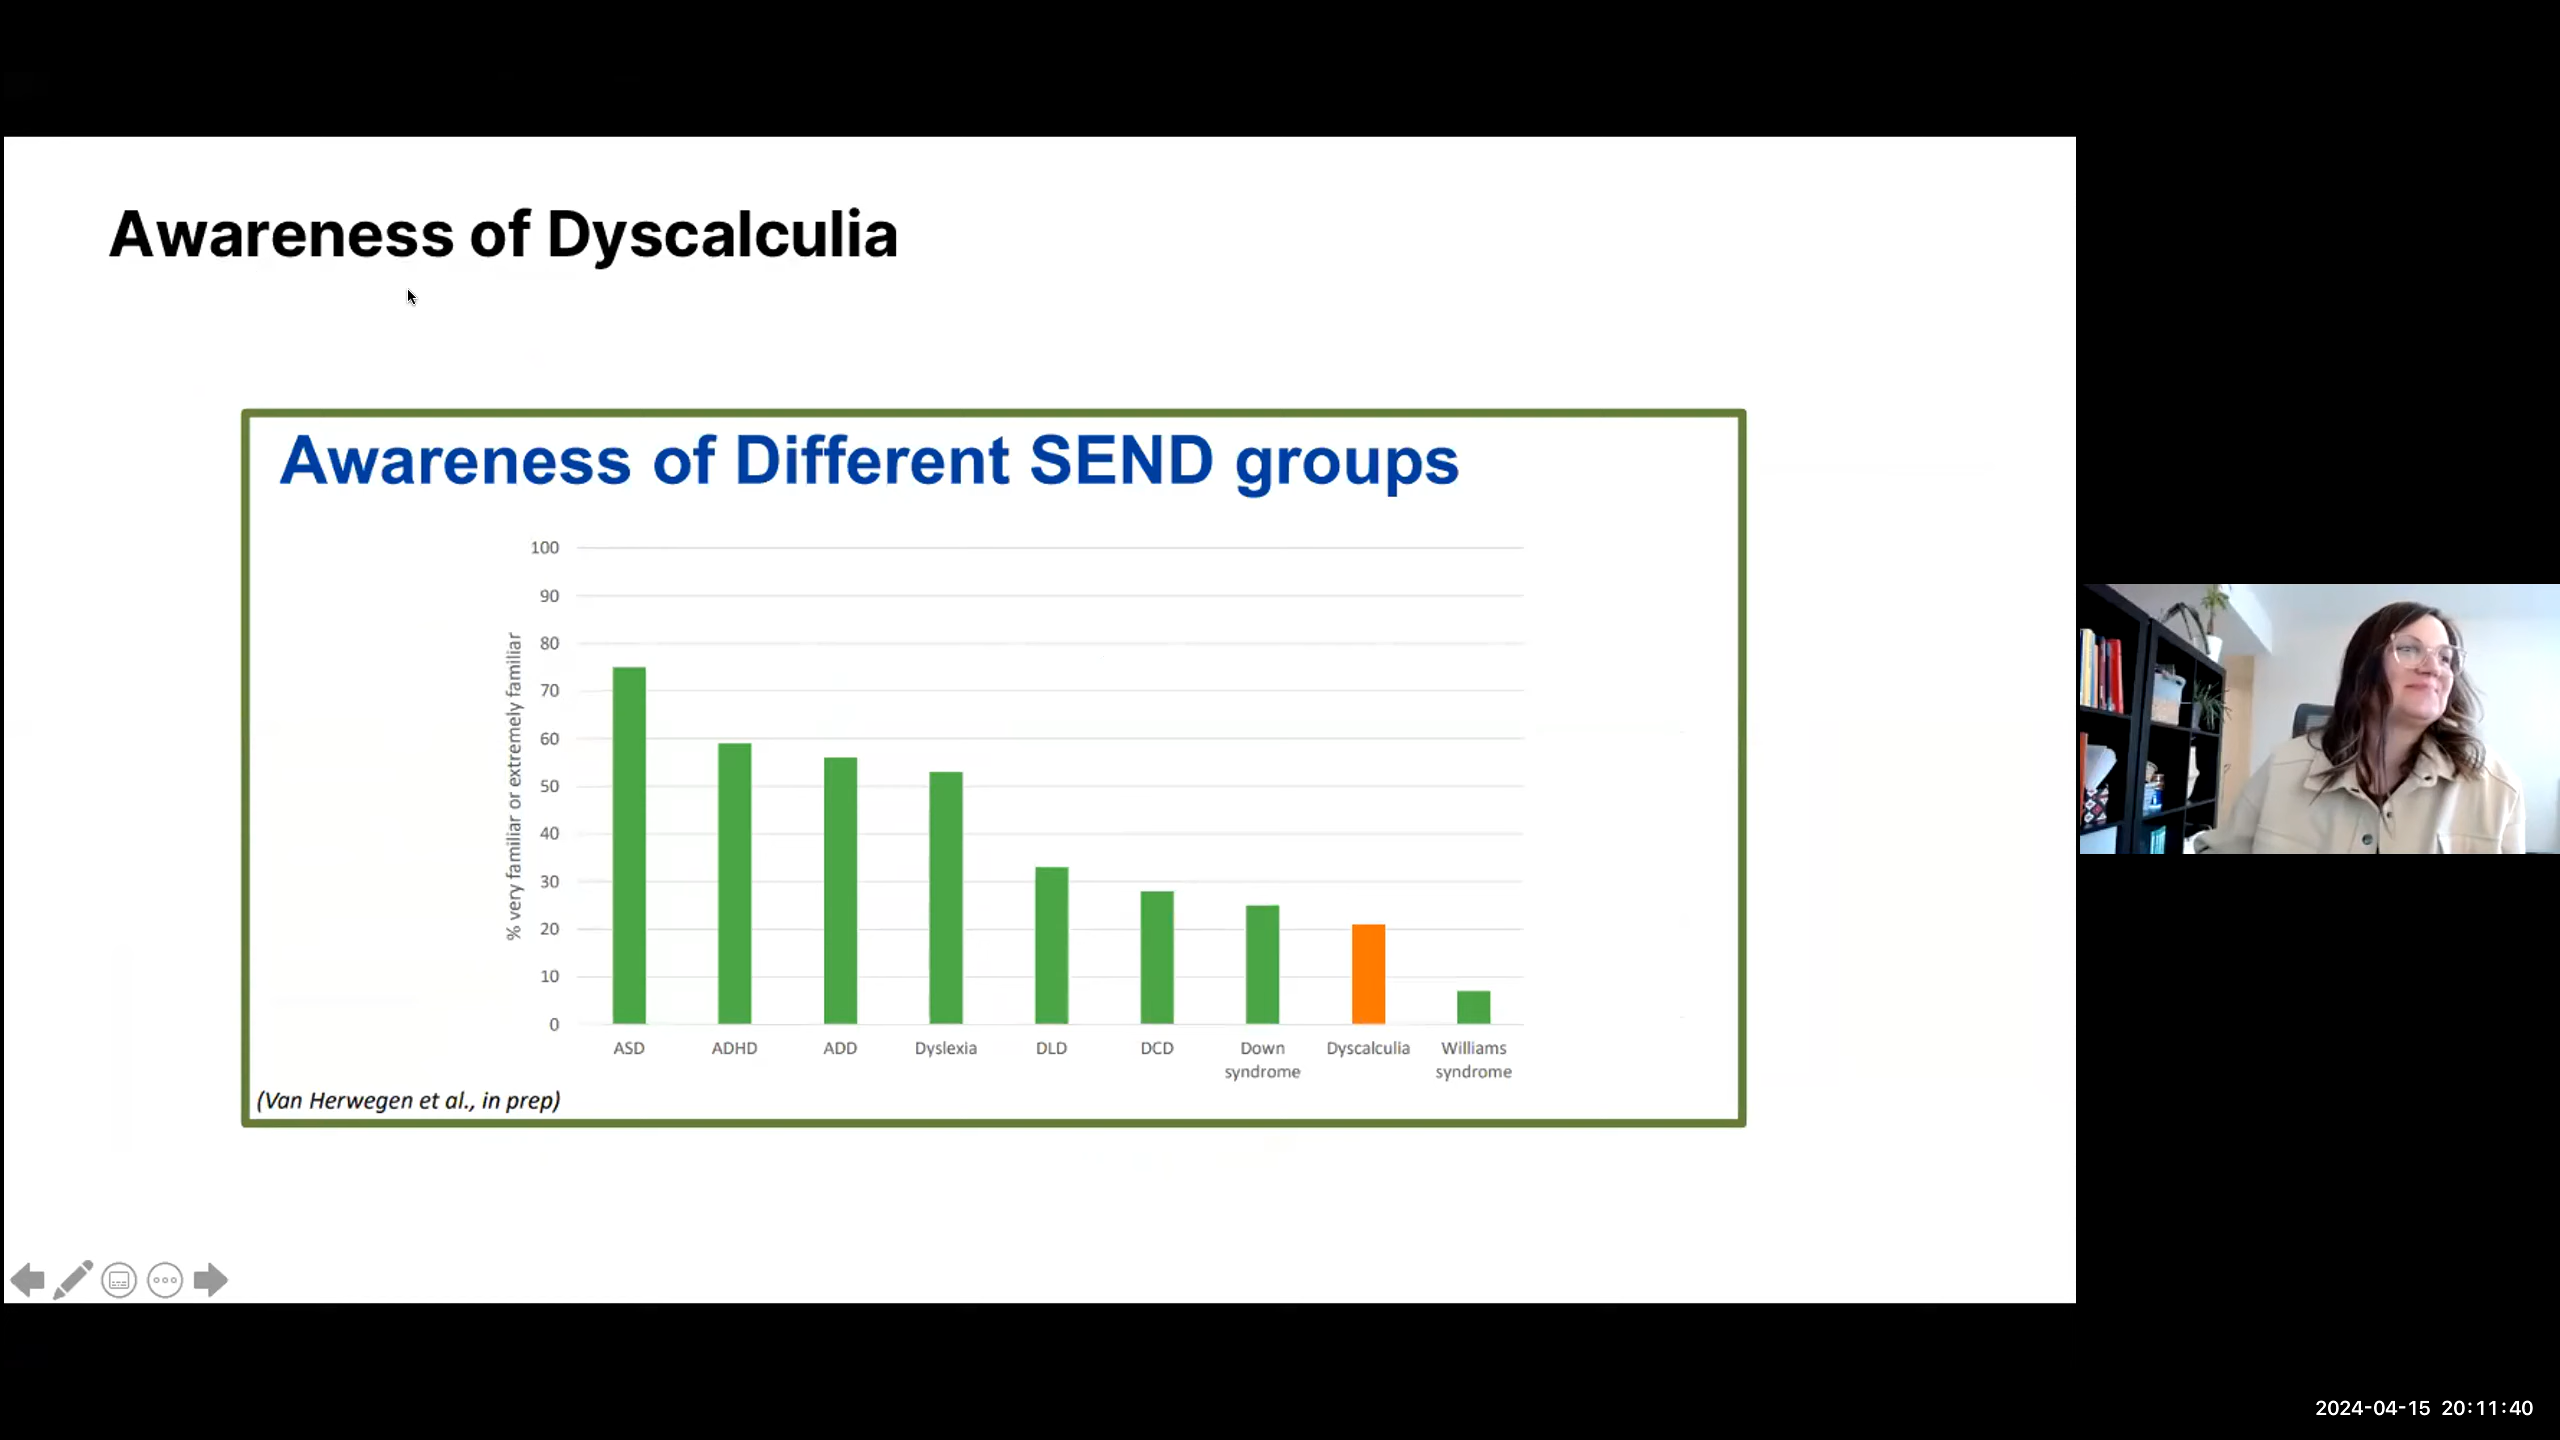 Awareness of Dyscalculia
Awareness of Different SEND groups
% very familiar or extremely familiar
100
90
80
70
60
50
40
30
20
10
0
ASD
ADHD
ADD
Dyslexia
DLD
DCD
Down
syndrome
Dyscalculia
Williams
syndrome
(Van Herwegen et al., in prep)
2024-04-15 20:11:40